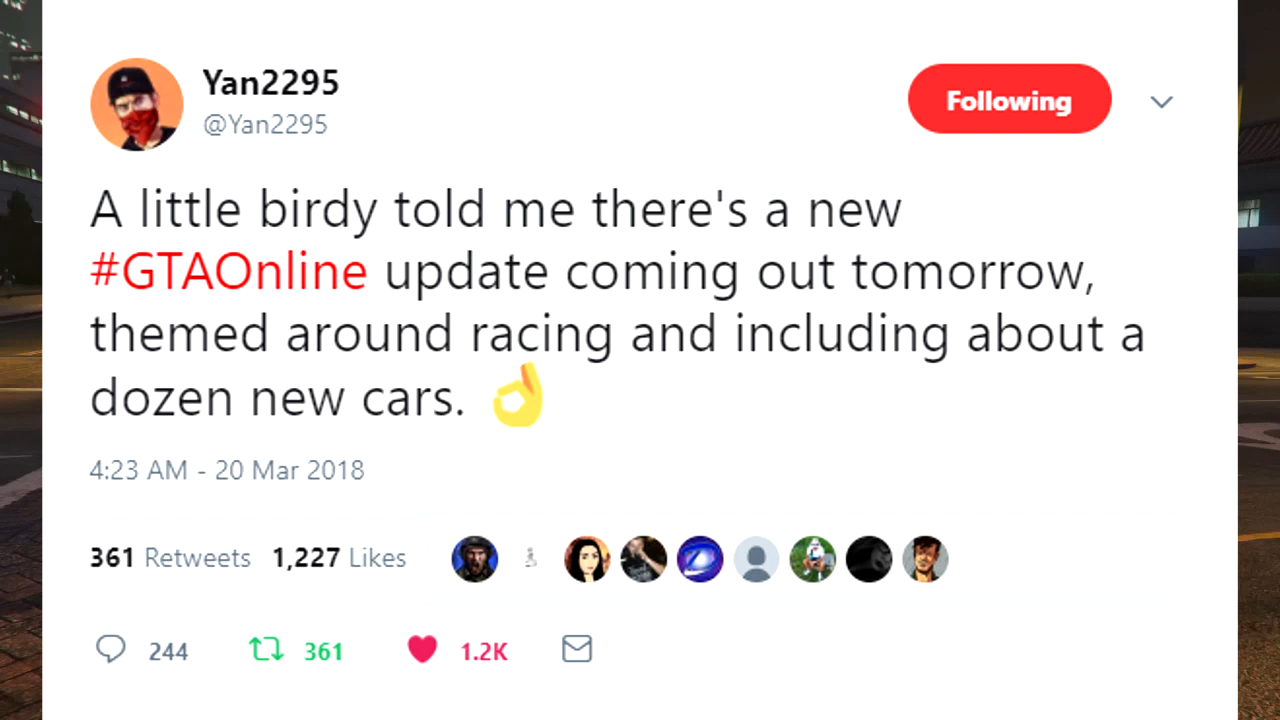 Yan2295
@Yan2295
Following
A little birdy told me there's a new
#GTAOnline update coming out tomorrow,
themed around racing and including about a
dozen new cars. 👌
4:23 AM - 20 Mar 2018
361 Retweets 1,227 Likes
244 361 1.2K